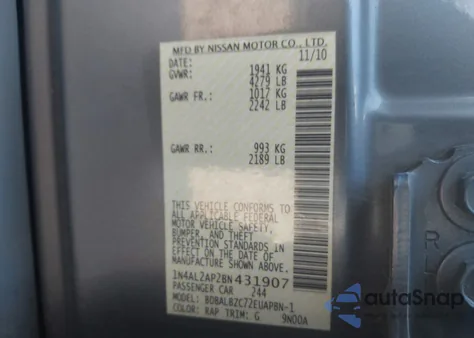 MFD BY NISSAN MOTOR CO., LTD.
DATE: 11/10
GVWR: 1941 KG
4279 LB
GAWR FR.: 1017 KG
2242 LB
GAWR RR.: 993 KG
2189 LB
THIS VEHICLE CONFORMS TO
ALL APPLICABLE FEDERAL
MOTOR VEHICLE SAFETY,
BUMPER, AND THEFT
PREVENTION STANDARDS IN
EFFECT ON THE DATE OF
MANUFACTURE SHOWN ABOVE.
1N4AL2AP2BN431907
PASSENGER CAR 244
MODEL: BDBALBZC72EUAPBN-1
COLOR: RAP TRIM: G 9N00A
R
L
autoSnap